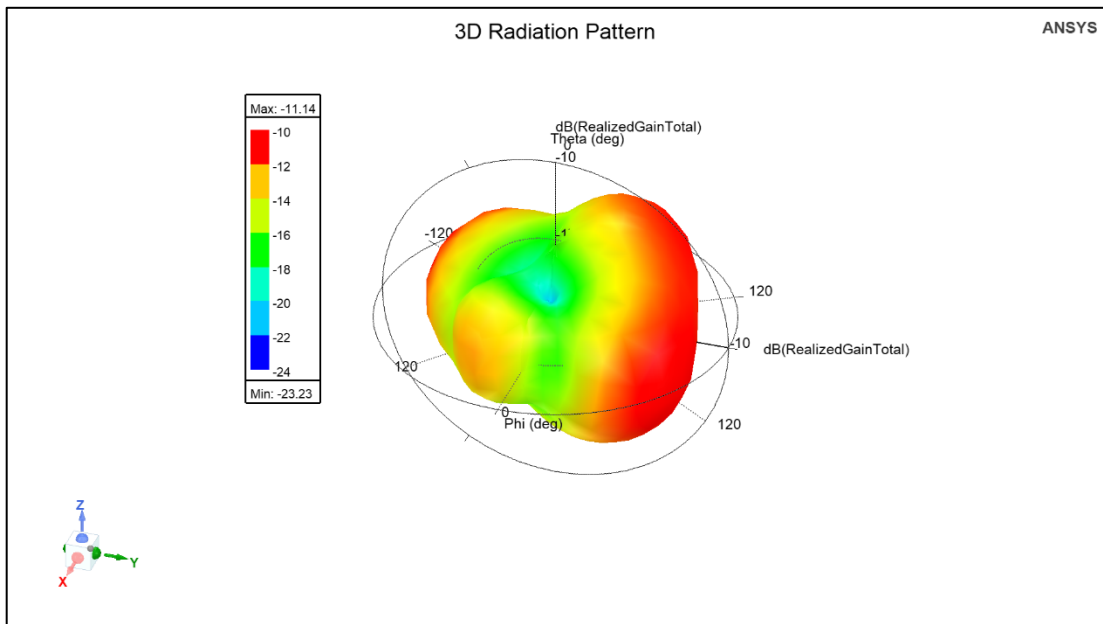 3D Radiation Pattern
ANSYS
Max: -11.14
-10
-12
-14
-16
-18
-20
-22
-24
Min: -23.23
dB(RealizedGainTotal)
Theta (deg)
0
-10
-1
-120
120
-10
dB(RealizedGainTotal)
120
0
120
Phi (deg)
Z
Y
X